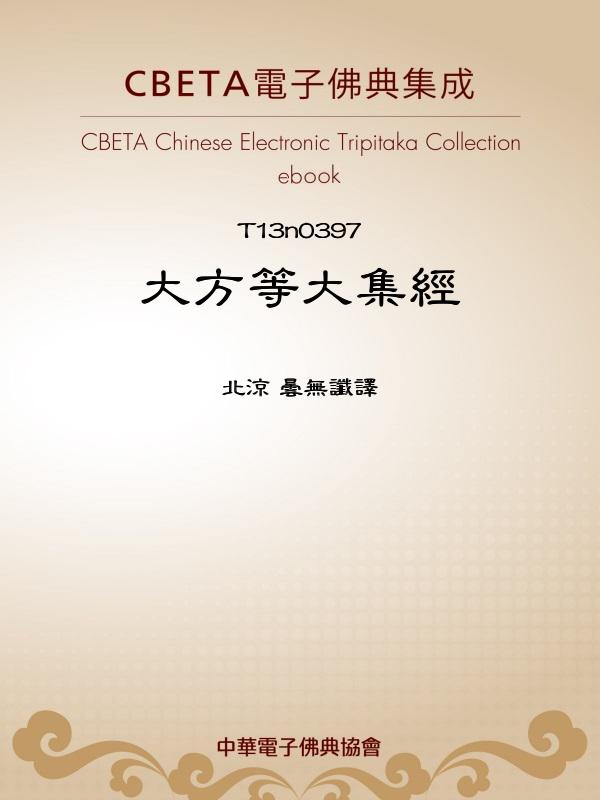 CBETA電子佛典集成
CBETA Chinese Electronic Tripitaka Collection
ebook
T13n0397
大方等大集經
北涼 曇無讖譯
中華電子佛典協會